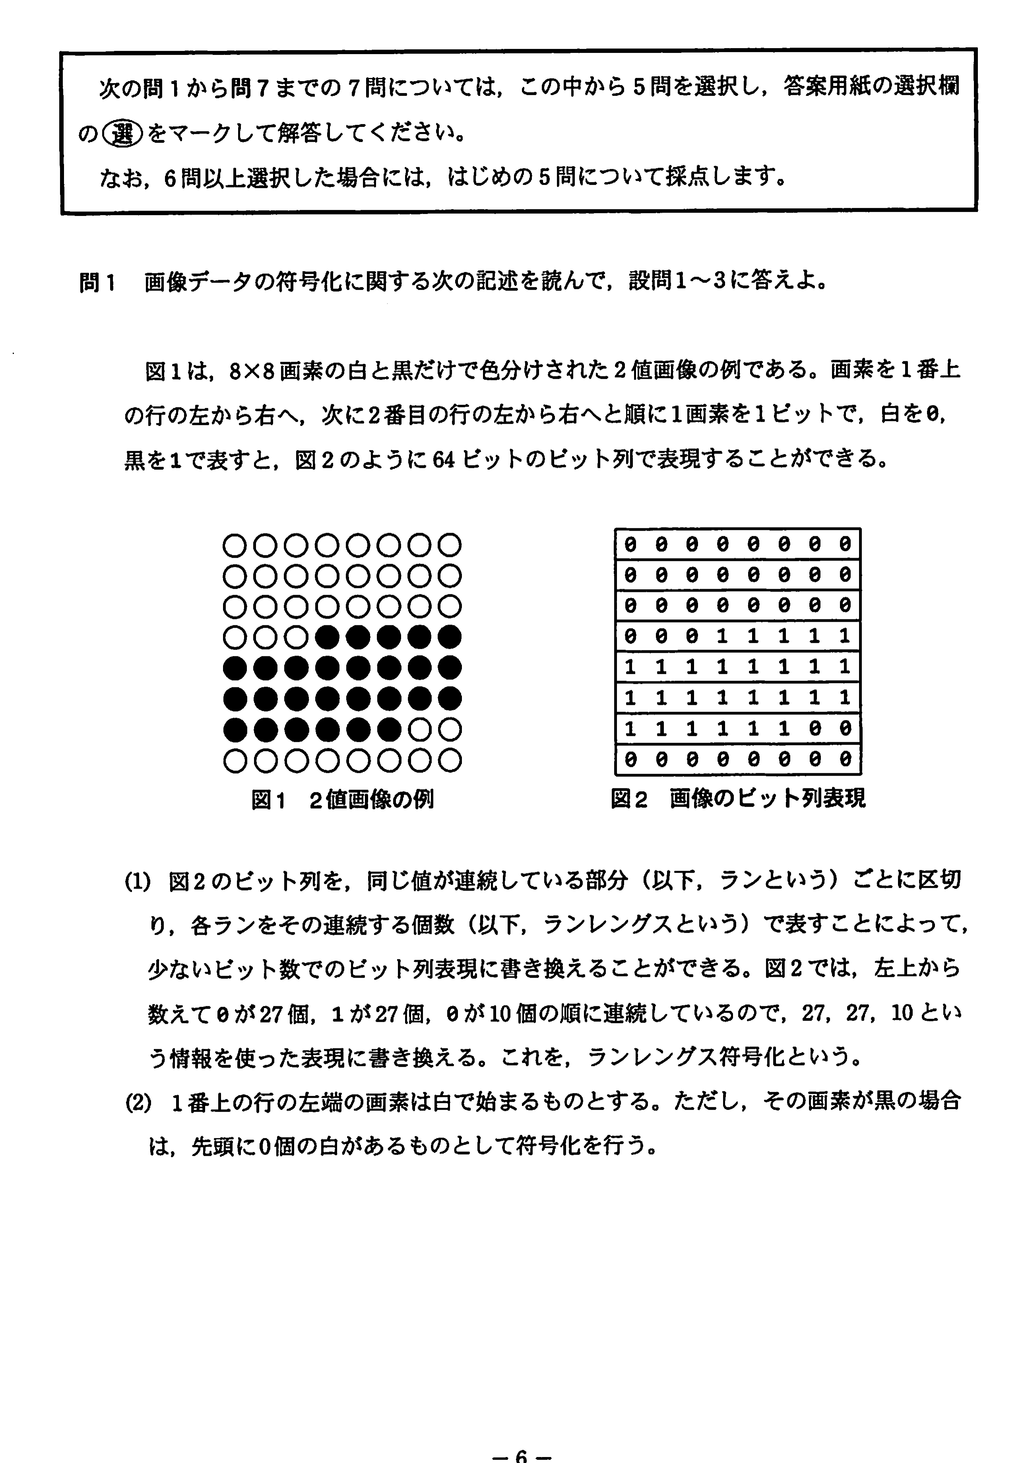 次の問1から問7までの7問については，この中から5問を選択し，答案用紙の選択欄
の選をマークして解答してください。
なお，6問以上選択した場合には，はじめの5問について採点します。
問1 画像データの符号化に関する次の記述を読んで，設問1～3に答えよ。
図1は，8×8画素の白と黒だけで色分けされた2値画像の例である。画素を1番上
の行の左から右へ，次に2番目の行の左から右へと順に1画素を1ビットで，白を0，
黒を1で表すと，図2のように64ビットのビット列で表現することができる。
0 0 0 0 0 0 0 0
0 0 0 0 0 0 0 0
0 0 0 0 0 0 0 0
0 0 0 1 1 1 1 1
1 1 1 1 1 1 1 1
1 1 1 1 1 1 1 1
1 1 1 1 1 1 0 0
0 0 0 0 0 0 0 0
図1 2値画像の例
図2 画像のビット列表現
(1) 図2のビット列を，同じ値が連続している部分（以下，ランという）ごとに区切
り，各ランをその連続する個数（以下，ランレングスという）で表すことによって，
少ないビット数でのビット列表現に書き換えることができる。図2では，左上から
数えて0が27個，1が27個，0が10個の順に連続しているので，27，27，10とい
う情報を使った表現に書き換える。これを，ランレングス符号化という。
(2) 1番上の行の左端の画素は白で始まるものとする。ただし，その画素が黒の場合
は，先頭に0個の白があるものとして符号化を行う。
－6－